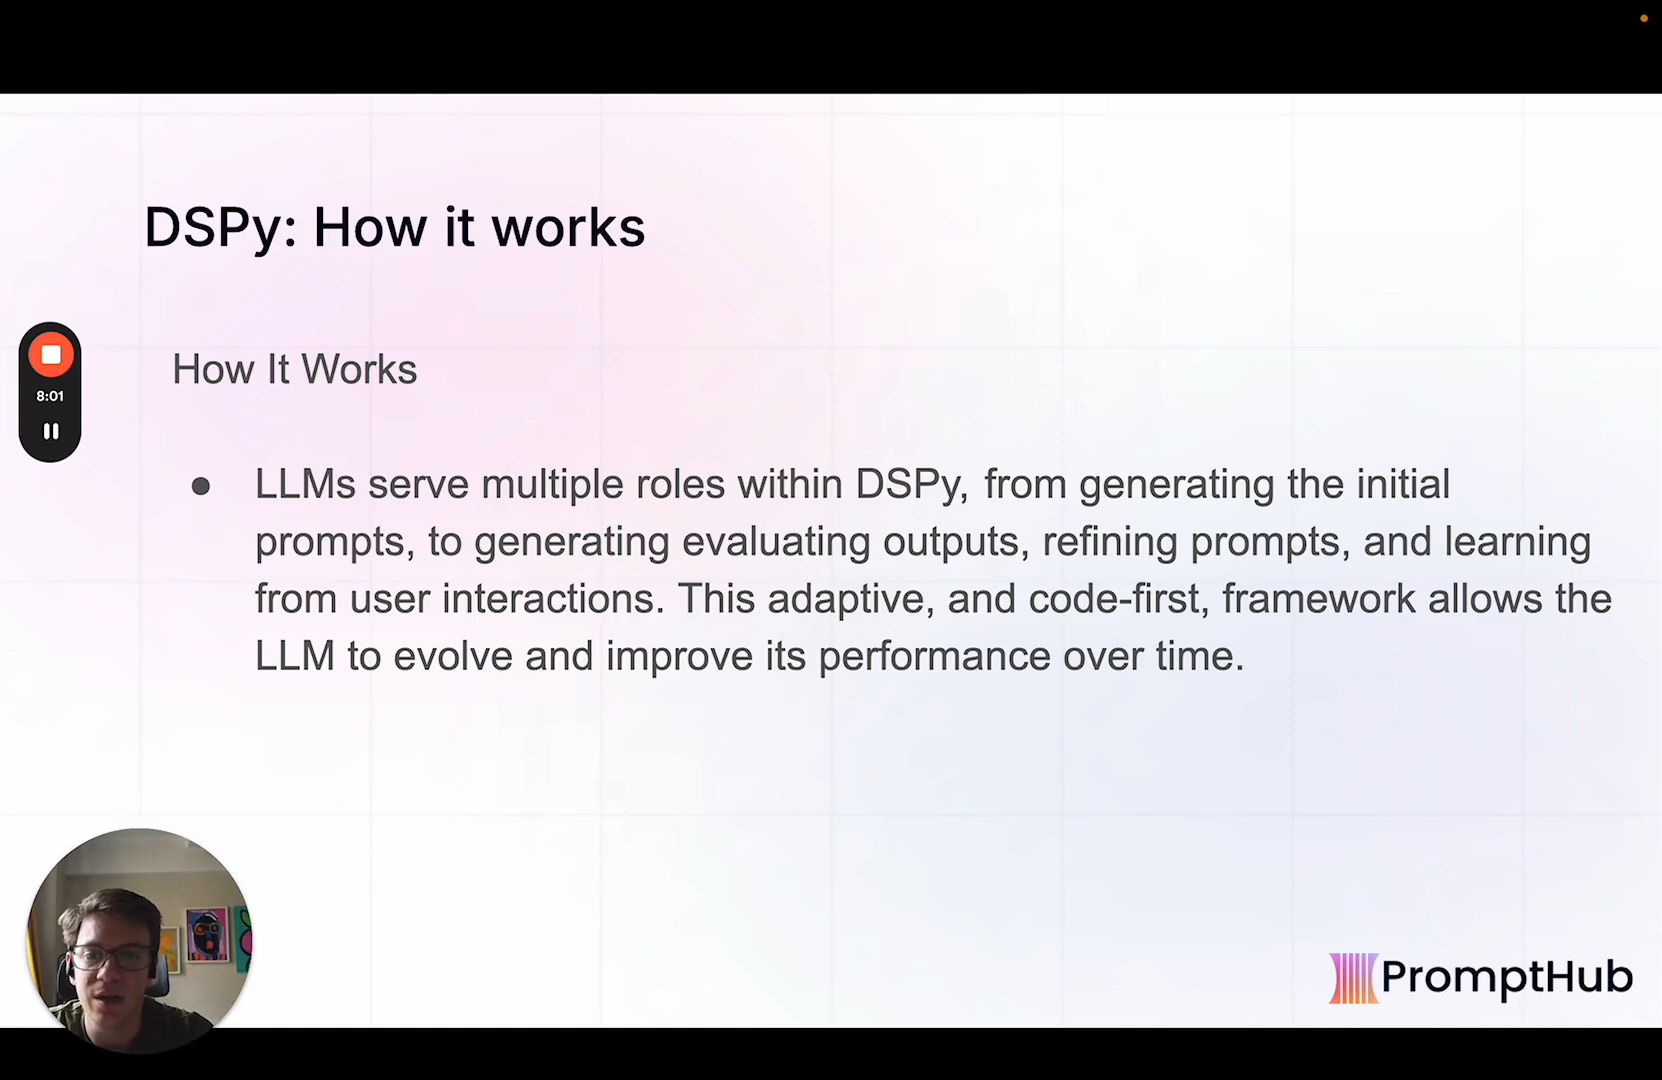 DSPy: How it works
8:01
How It Works
● LLMs serve multiple roles within DSPy, from generating the initial
prompts, to generating evaluating outputs, refining prompts, and learning
from user interactions. This adaptive, and code-first, framework allows the
LLM to evolve and improve its performance over time.
PromptHub